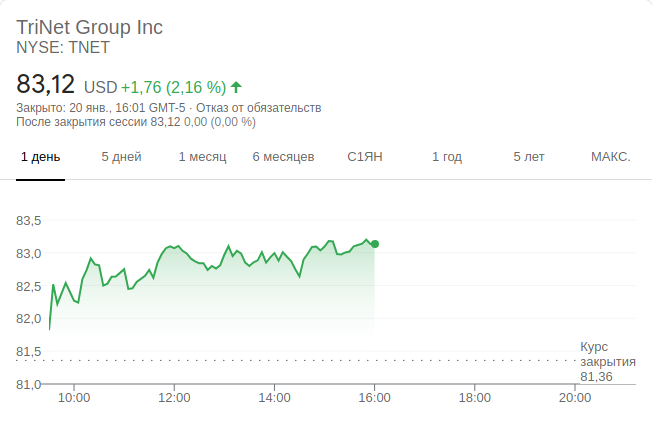 TriNet Group Inc
NYSE: TNET
83,12 USD +1,76 (2,16 %)
Закрыто: 20 янв., 16:01 GMT-5 · Отказ от обязательств
После закрытия сессии 83,12 0,00 (0,00 %)
1 день 5 дней 1 месяц 6 месяцев С1ЯН 1 год 5 лет МАКС.
83,5
83,0
82,5
82,0
81,5
81,0
Курс
закрытия
81,36
10:00 12:00 14:00 16:00 18:00 20:00